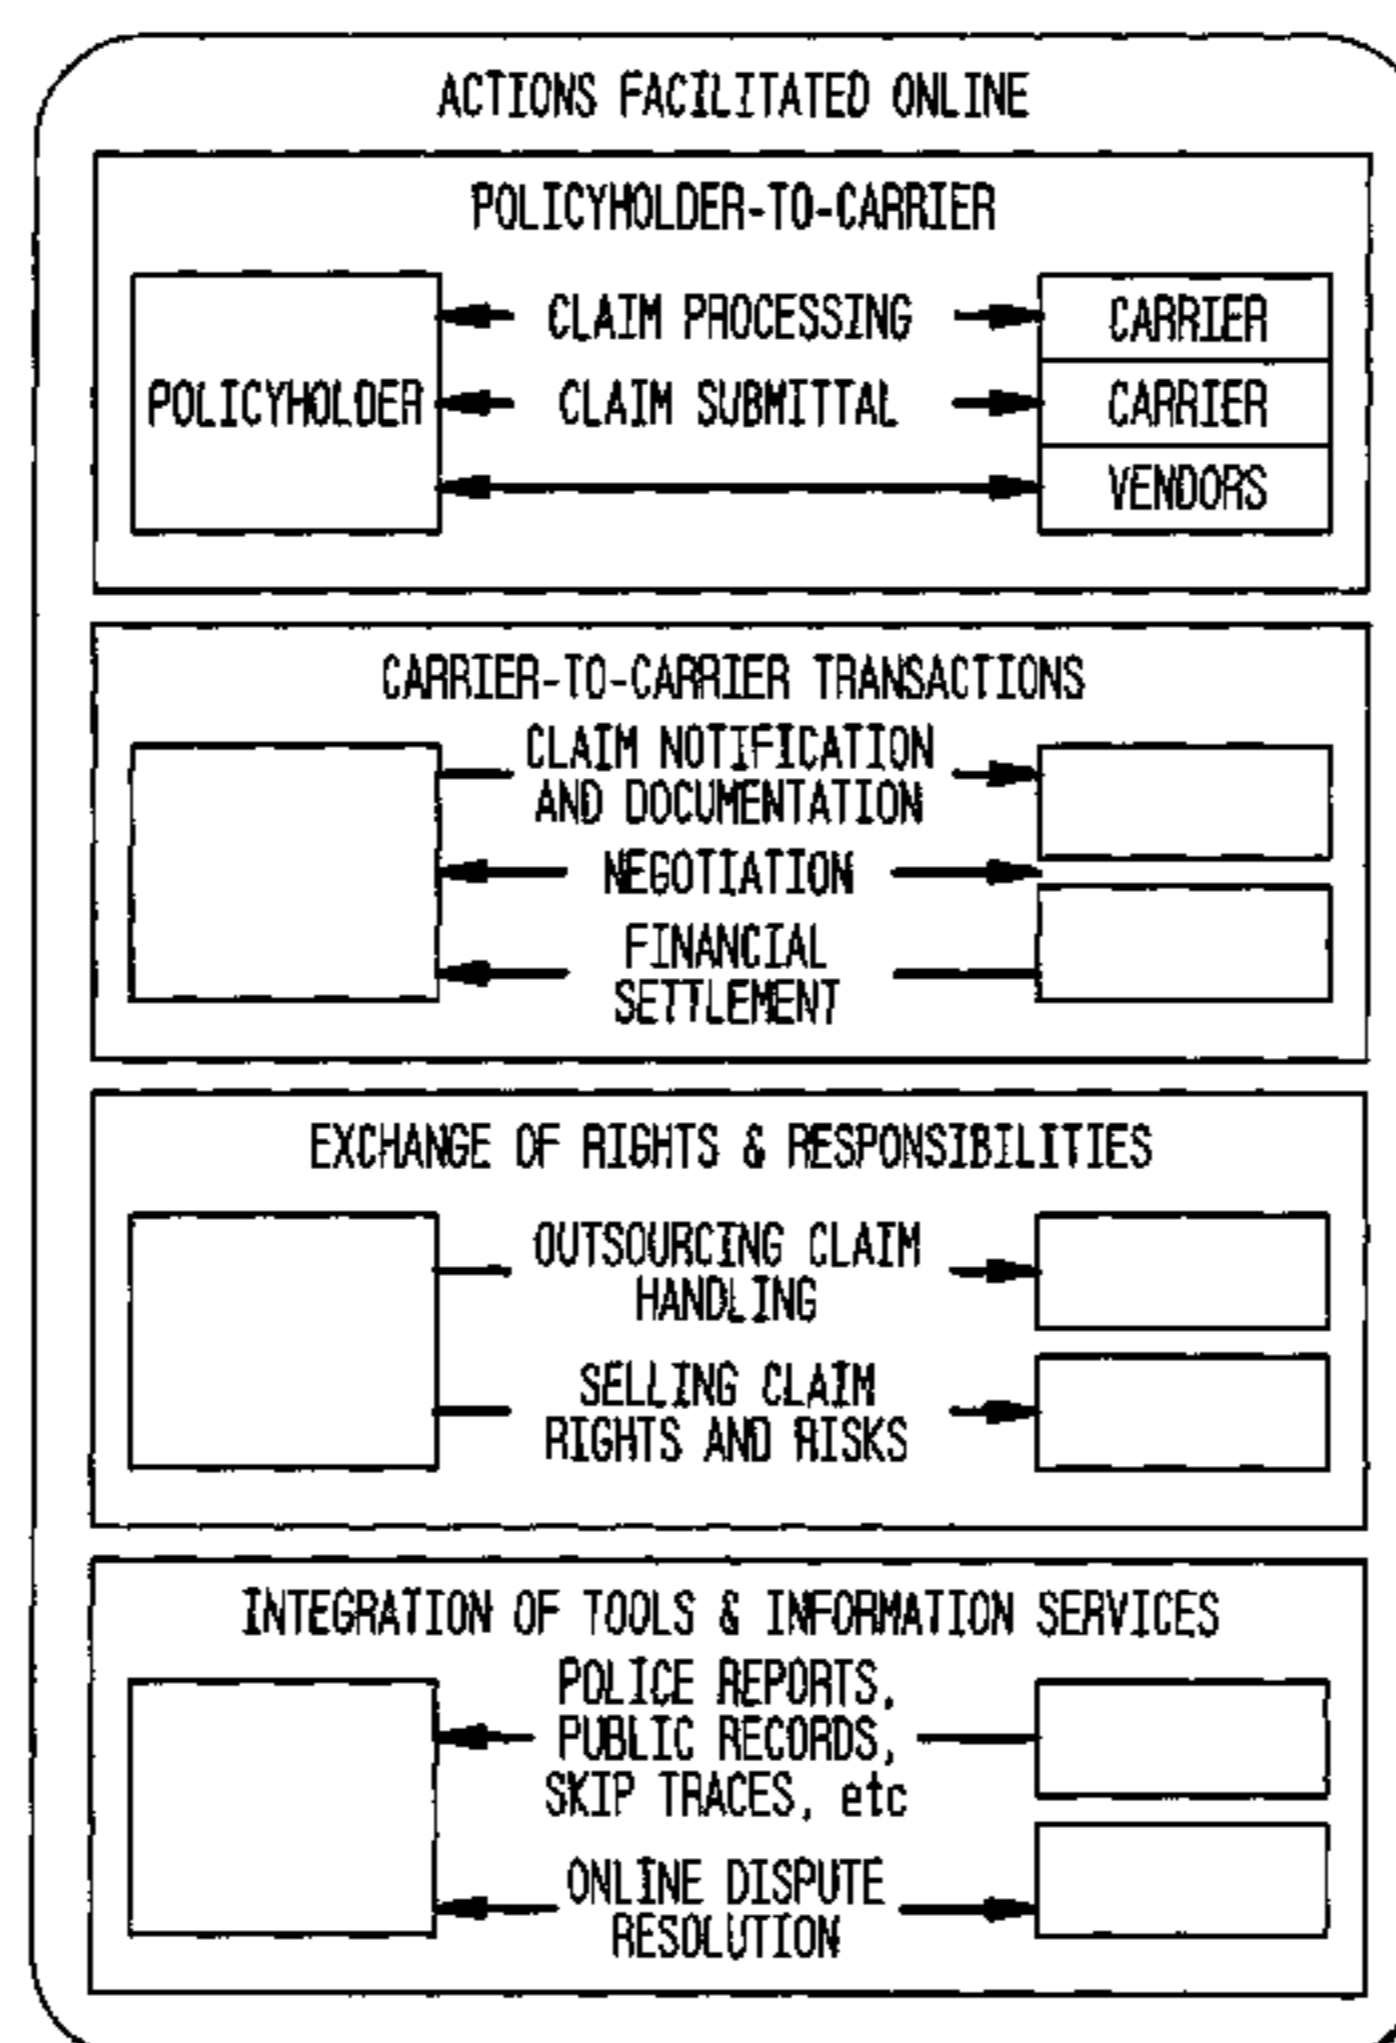 ACTIONS FACILITATED ONLINE
POLICYHOLDER-TO-CARRIER
CLAIM PROCESSING
CARRIER
POLICYHOLDER
CLAIM SUBMITTAL
CARRIER
VENDORS
CARRIER-TO-CARRIER TRANSACTIONS
CLAIM NOTIFICATION
AND DOCUMENTATION
NEGOTIATION
FINANCIAL
SETTLEMENT
EXCHANGE OF RIGHTS & RESPONSIBILITIES
OUTSOURCING CLAIM
HANDLING
SELLING CLAIM
RIGHTS AND RISKS
INTEGRATION OF TOOLS & INFORMATION SERVICES
POLICE REPORTS,
PUBLIC RECORDS,
SKIP TRACES, etc
ONLINE DISPUTE
RESOLUTION